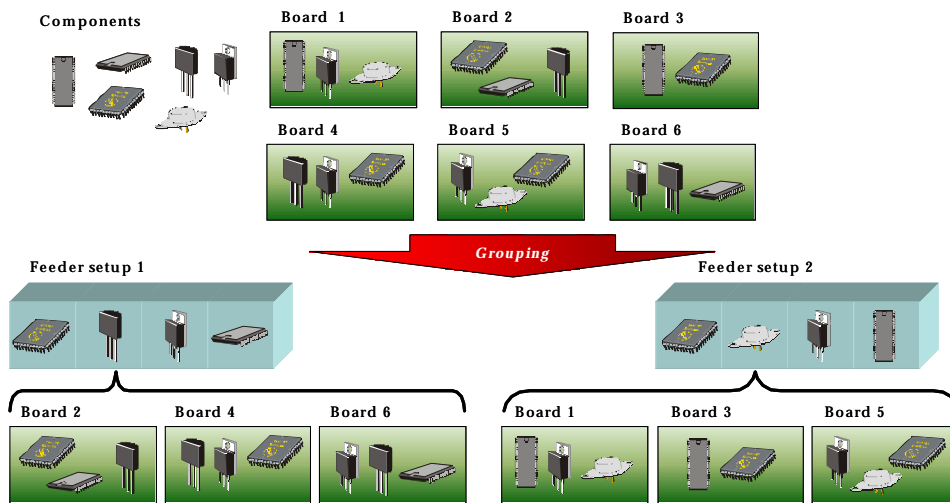 Components
Board 1
Board 2
Board 3
Board 4
Board 5
Board 6
Grouping
Feeder setup 1
Feeder setup 2
Board 2
Board 4
Board 6
Board 1
Board 3
Board 5